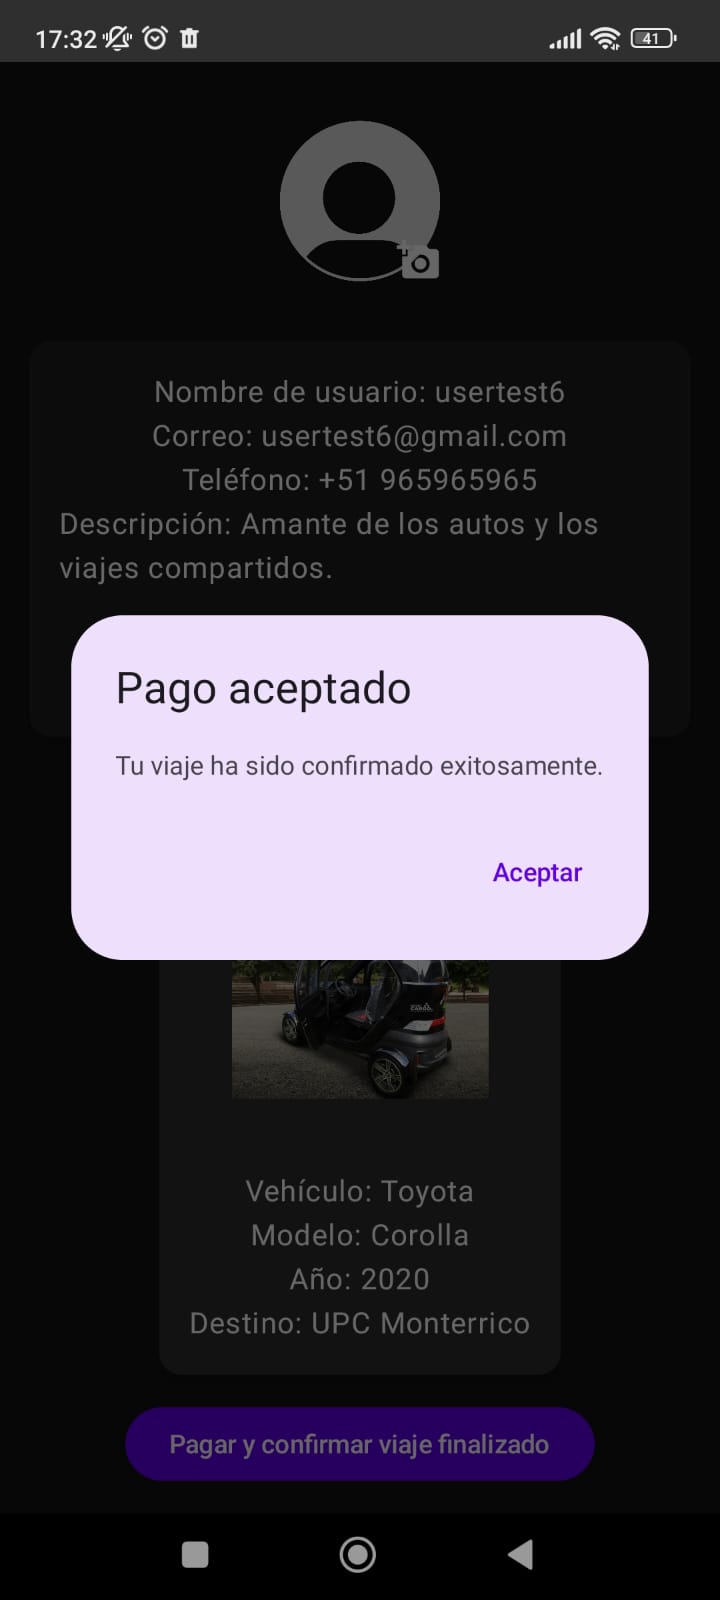 17:32
41
Nombre de usuario: usertest6
Correo: usertest6@gmail.com
Teléfono: +51 965965965
Descripción: Amante de los autos y los
viajes compartidos.
Pago aceptado
Tu viaje ha sido confirmado exitosamente.
Aceptar
Vehículo: Toyota
Modelo: Corolla
Año: 2020
Destino: UPC Monterrico
Pagar y confirmar viaje finalizado